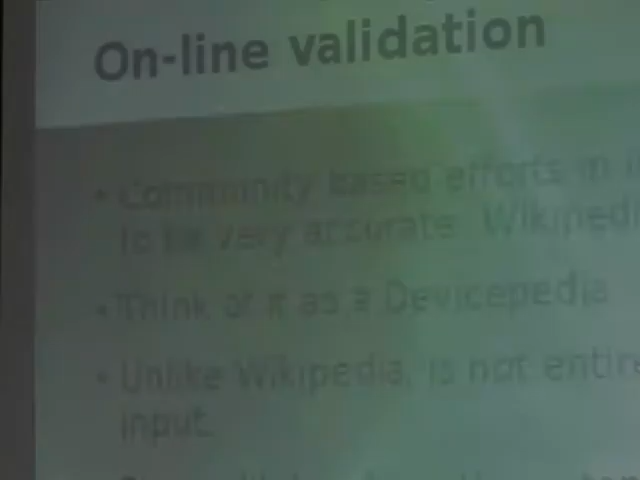 On-line validation
• Community based efforts in
to be very accurate. Wikipedi
• Think of it as a Devicepedia
• Unlike Wikipedia, is not entire
input.